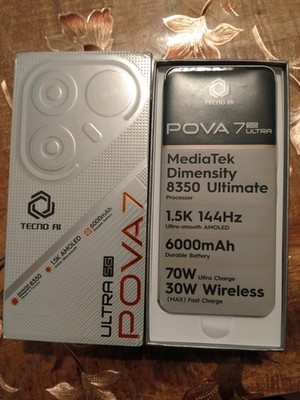 TECNO AI
6000mAh
Durable Battery
1.5K AMOLED
8350
ULTRA 5G
POVA 7
TECNO AI
POVA 7 5G ULTRA
MediaTek
Dimensity
8350 Ultimate
Processor
1.5K 144Hz
Ultra-smooth AMOLED
6000mAh
Durable Battery
70W Ultra Charge
30W Wireless
(MAX) Fast Charge